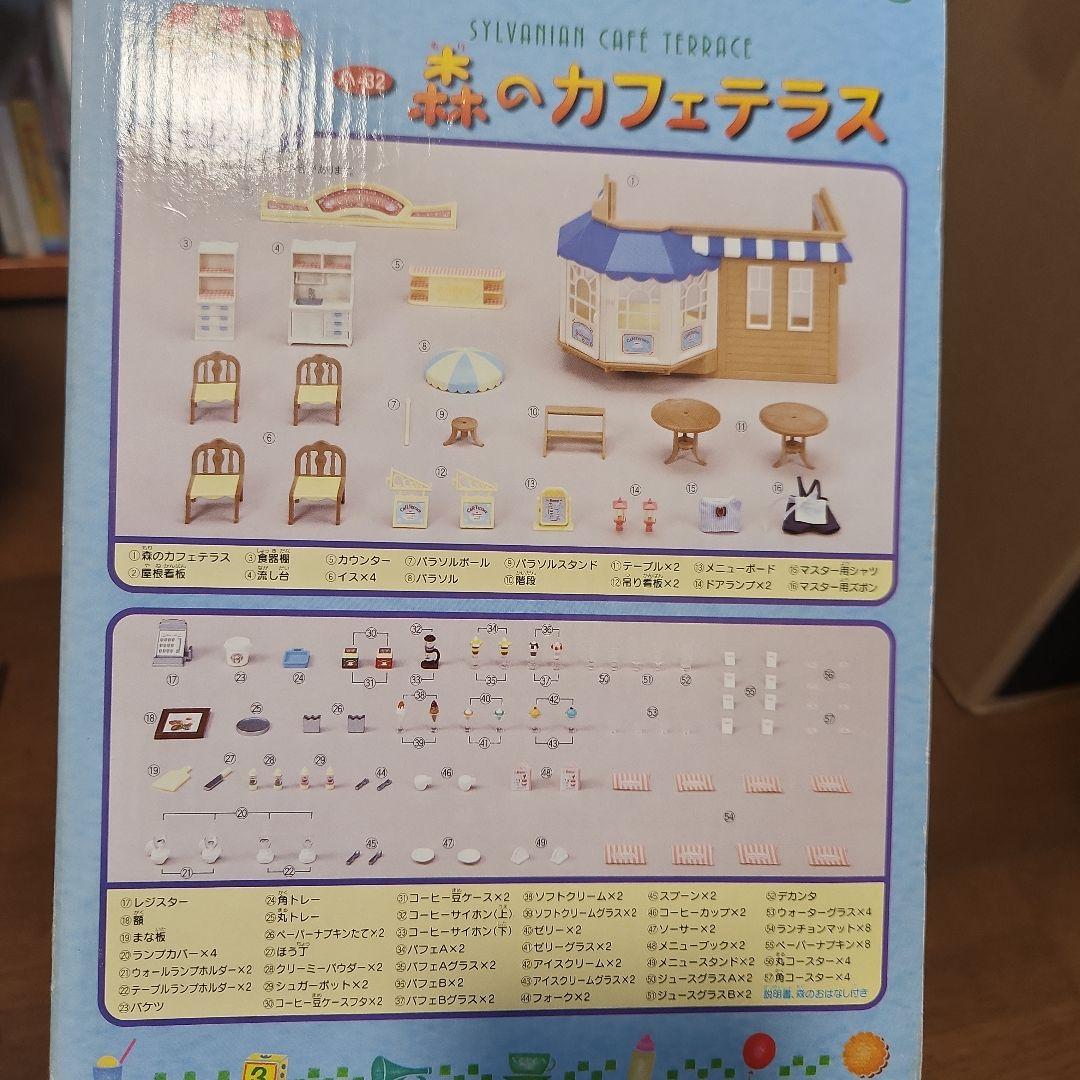 SYLVANIAN CAFÉ TERRACE
森のカフェテラス
①森のカフェテラス ③食器棚 ⑤カウンター ⑦パラソルポール ⑨パラソルスタンド ⑪テーブル×2 ⑬メニューボード ⑮マスター用シャツ
②屋根看板 ④流し台 ⑥イス×4 ⑧パラソル ⑩階段 ⑫吊り看板×2 ⑭ドアランプ×2 ⑯マスター用ズボン
⑰レジスター
⑱額
⑲まな板
⑳ランプカバー×4
㉑ウォールランプホルダー×2
㉒テーブルランプホルダー×2
㉓バケツ
㉔角トレー
㉕丸トレー
㉖ペーパーナプキンたて×2
㉗ほう丁
㉘クリーミーパウダー×2
㉙シュガーポット×2
㉚コーヒー豆ケースフタ×2
㉛コーヒー豆ケース×2
㉜コーヒーサイホン(上)
㉝コーヒーサイホン(下)
㉞パフェA×2
㉟パフェAグラス×2
㊱パフェB×2
㊲パフェBグラス×2
㊳ソフトクリーム×2
㊴ソフトクリームグラス×2
㊵ゼリー×2
㊶ゼリーグラス×2
㊷アイスクリーム×2
㊸アイスクリームグラス×2
㊹フォーク×2
㊺スプーン×2
㊻コーヒーカップ×2
㊼ソーサー×2
㊽メニューブック×2
㊾メニュースタンド×2
㊿ジュースグラスA×2
51ジュースグラスB×2
52デカンタ
53ウォーターグラス×4
54ランチョンマット×8
55ペーパーナプキン×8
56丸コースター×4
57角コースター×4
説明書、森のおはなし付き
3